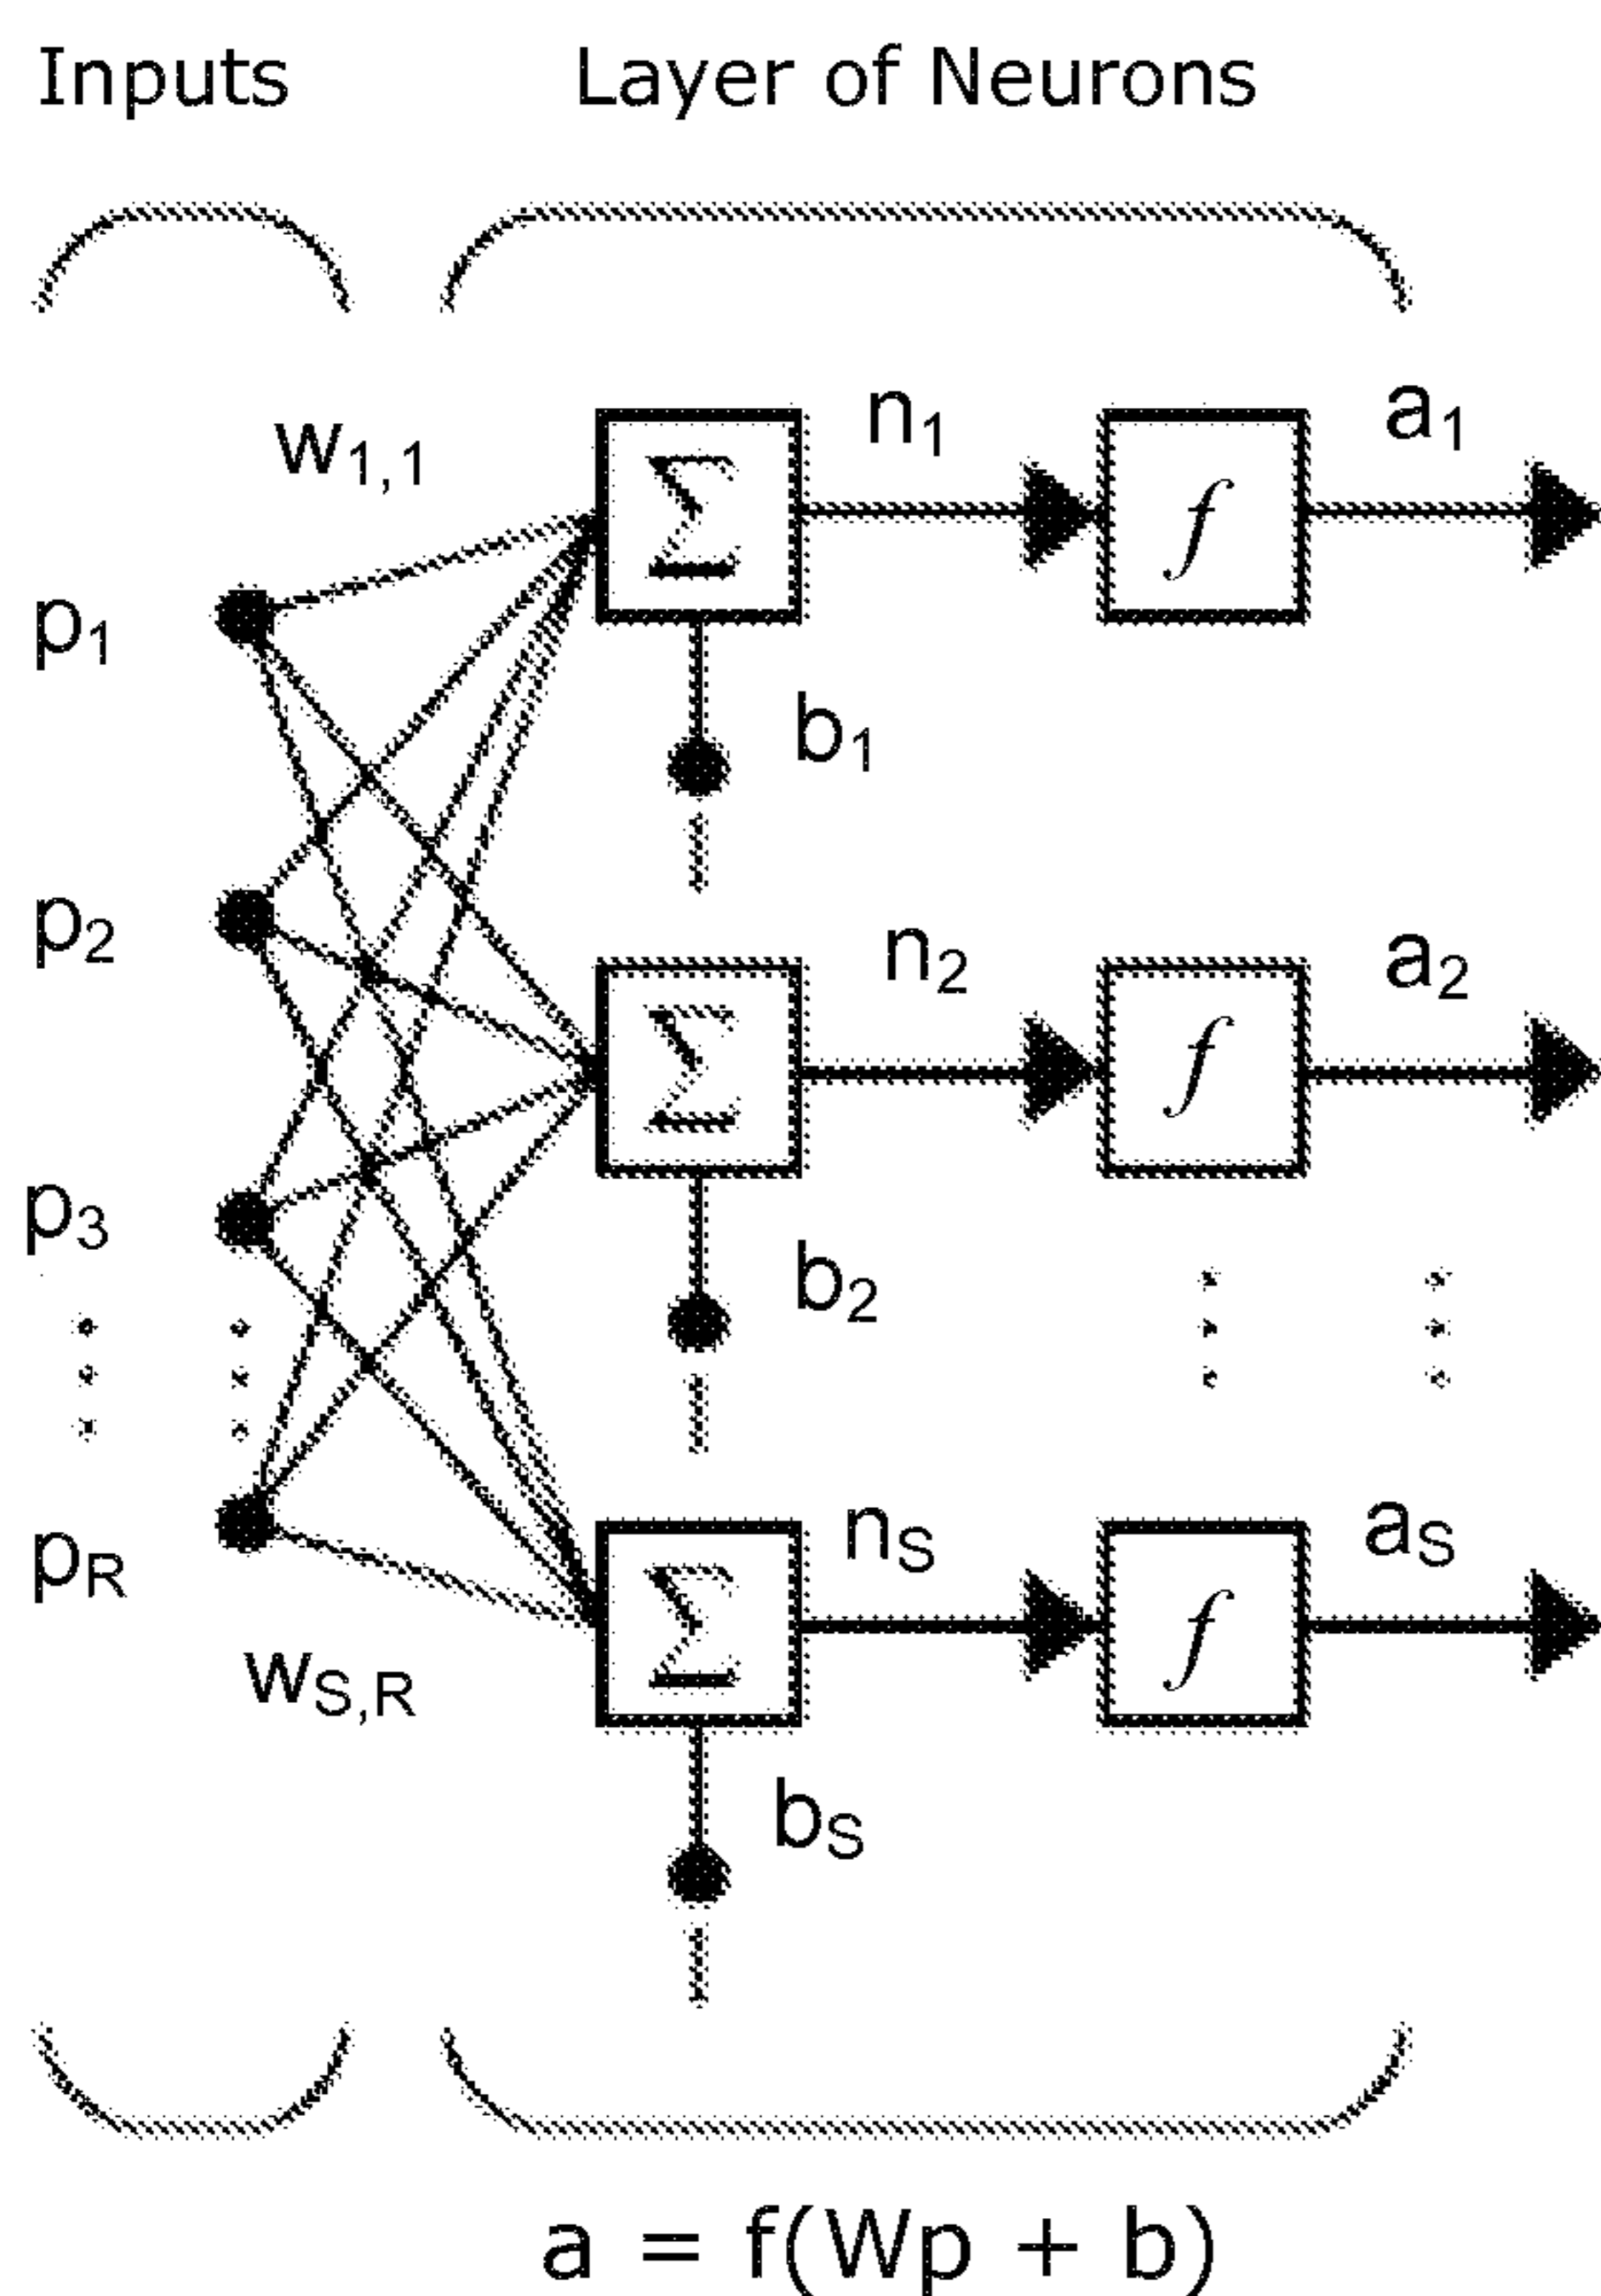 Inputs Layer of Neurons
w1,1 n1 a1
Σ f
p1
b1
p2
n2 a2
Σ f
p3
b2
nS aS
pR
Σ f
wS,R
bS
a = f(Wp + b)